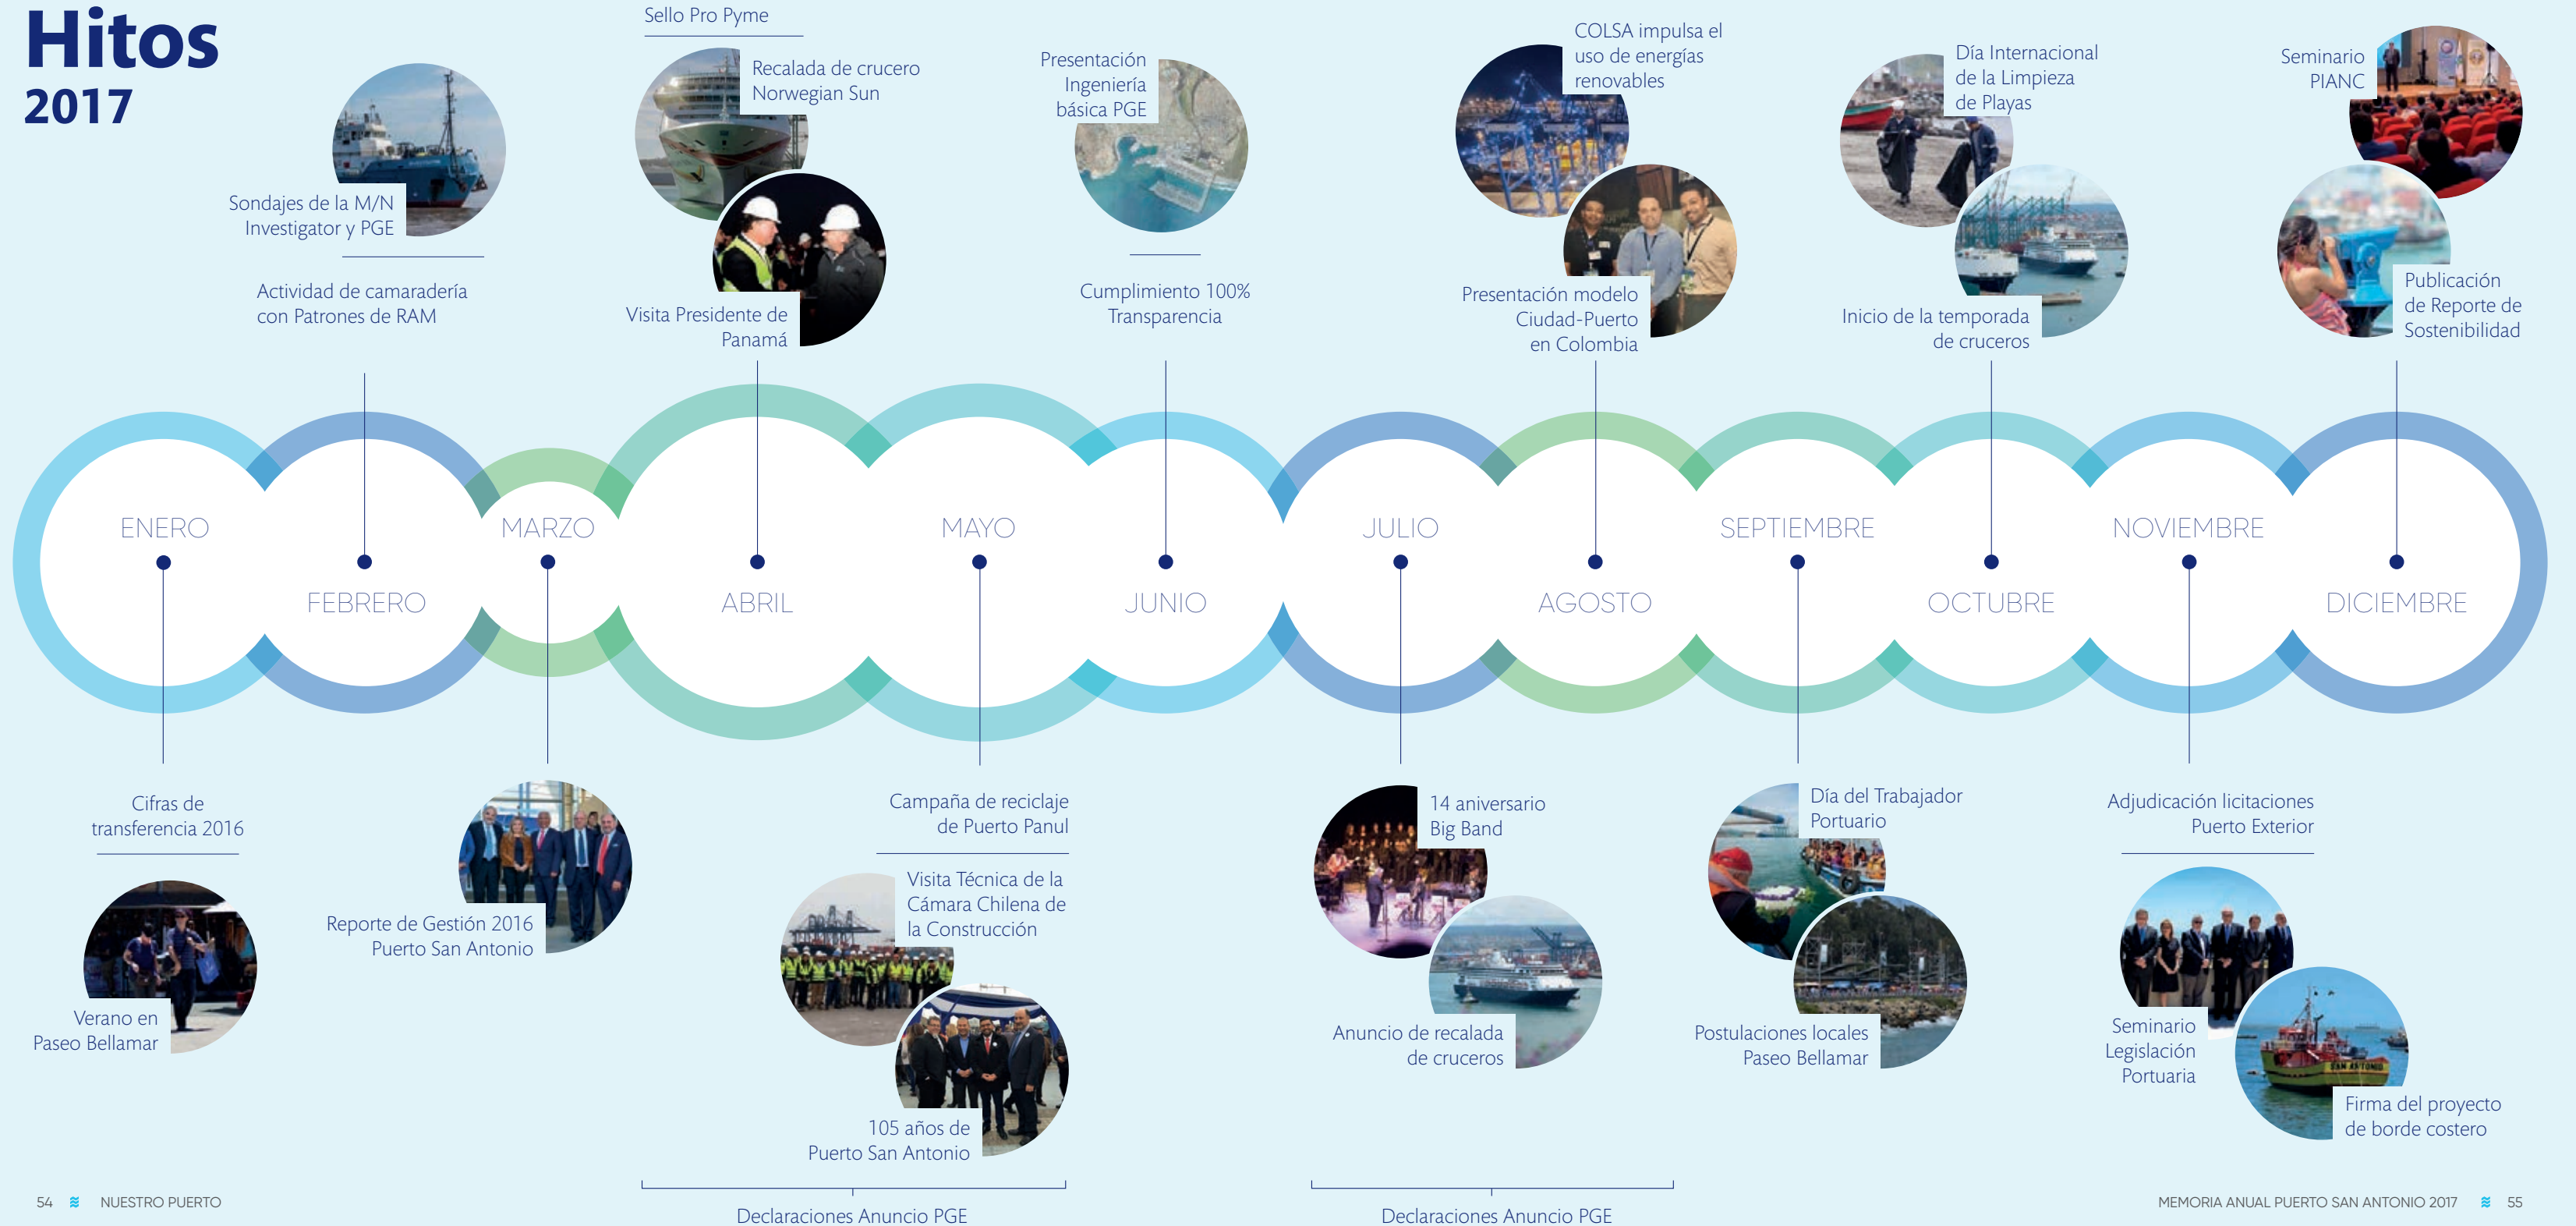 Hitos
2017
Sondajes de la M/N
Investigator y PGE
Actividad de camaradería
con Patrones de RAM
Sello Pro Pyme
Recalada de crucero
Norwegian Sun
Visita Presidente de
Panamá
Presentación
Ingeniería
básica PGE
Cumplimiento 100%
Transparencia
COLSA impulsa el
uso de energías
renovables
Presentación modelo
Ciudad-Puerto
en Colombia
Día Internacional
de la Limpieza
de Playas
Inicio de la temporada
de cruceros
Seminario
PIANC
Publicación
de Reporte de
Sostenibilidad
ENERO
FEBRERO
MARZO
ABRIL
MAYO
JUNIO
JULIO
AGOSTO
SEPTIEMBRE
OCTUBRE
NOVIEMBRE
DICIEMBRE
Cifras de
transferencia 2016
Verano en
Paseo Bellamar
Reporte de Gestión 2016
Puerto San Antonio
Campaña de reciclaje
de Puerto Panul
Visita Técnica de la
Cámara Chilena de
la Construcción
105 años de
Puerto San Antonio
14 aniversario
Big Band
Anuncio de recalada
de cruceros
Día del Trabajador
Portuario
Postulaciones locales
Paseo Bellamar
Adjudicación licitaciones
Puerto Exterior
Seminario
Legislación
Portuaria
SAN ANTONIO
Firma del proyecto
de borde costero
Declaraciones Anuncio PGE
Declaraciones Anuncio PGE
54 NUESTRO PUERTO
MEMORIA ANUAL PUERTO SAN ANTONIO 2017 55